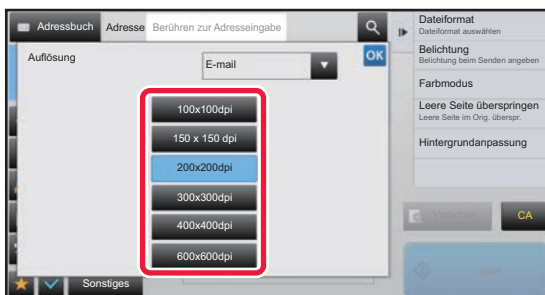 Adressbuch Adresse Berühren zur Adresseingabe
Auflösung
E-mail
OK
100x100dpi
150 x 150 dpi
200x200dpi
300x300dpi
400x400dpi
600x600dpi
Sonstiges
Dateiformat
Dateiformat auswählen
Belichtung
Belichtung beim Senden angeben
Farbmodus
Leere Seite überspringen
Leere Seite im Orig. überspr.
Hintergrundanpassung
Vorschau
CA
Start